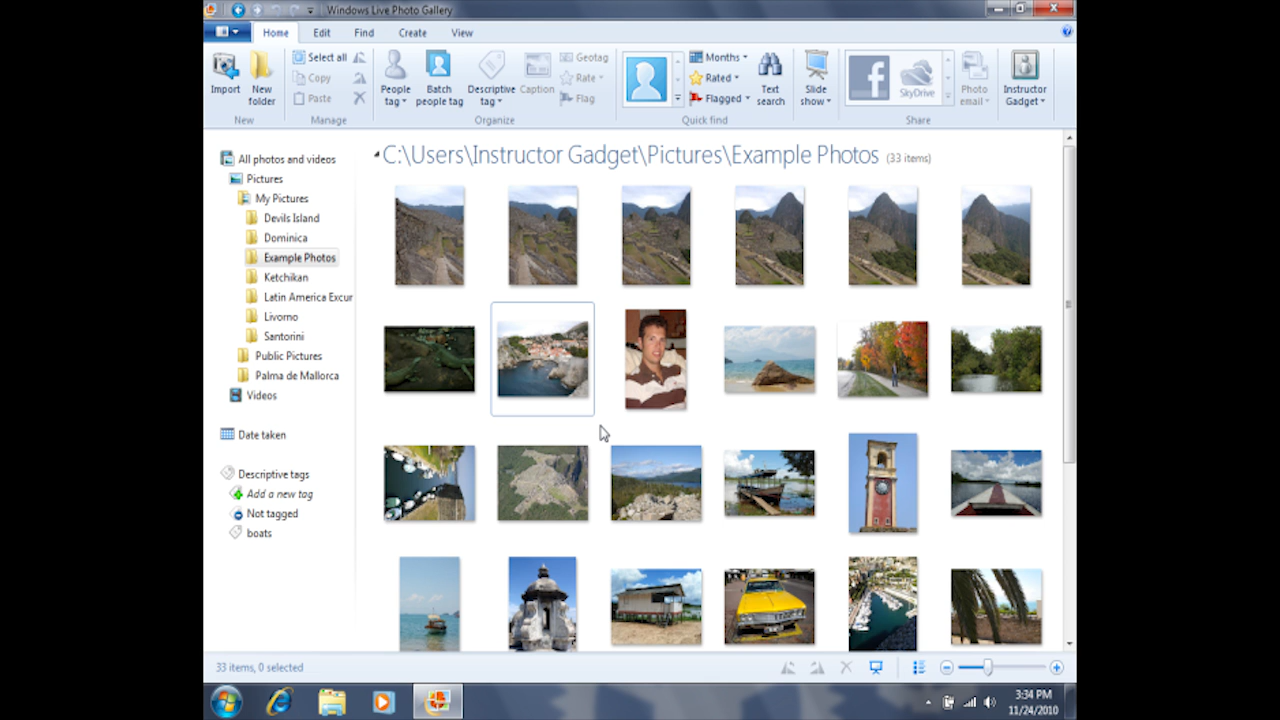 Windows Live Photo Gallery
Home Edit Find Create View
Import
New folder
New
Select all
Copy
Paste
Manage
People tag
Batch people tag
Descriptive tag
Caption
Geotag
Rate
Flag
Organize
Months
Rated
Flagged
Text search
Quick find
Slide show
f
SkyDrive
Share
Photo email
Instructor Gadget
All photos and videos
Pictures
My Pictures
Devils Island
Dominica
Example Photos
Ketchikan
Latin America Excur
Livorno
Santorini
Public Pictures
Palma de Mallorca
Videos
Date taken
Descriptive tags
Add a new tag
Not tagged
boats
C:\Users\Instructor Gadget\Pictures\Example Photos (33 items)
33 items, 0 selected
3:34 PM
11/24/2010